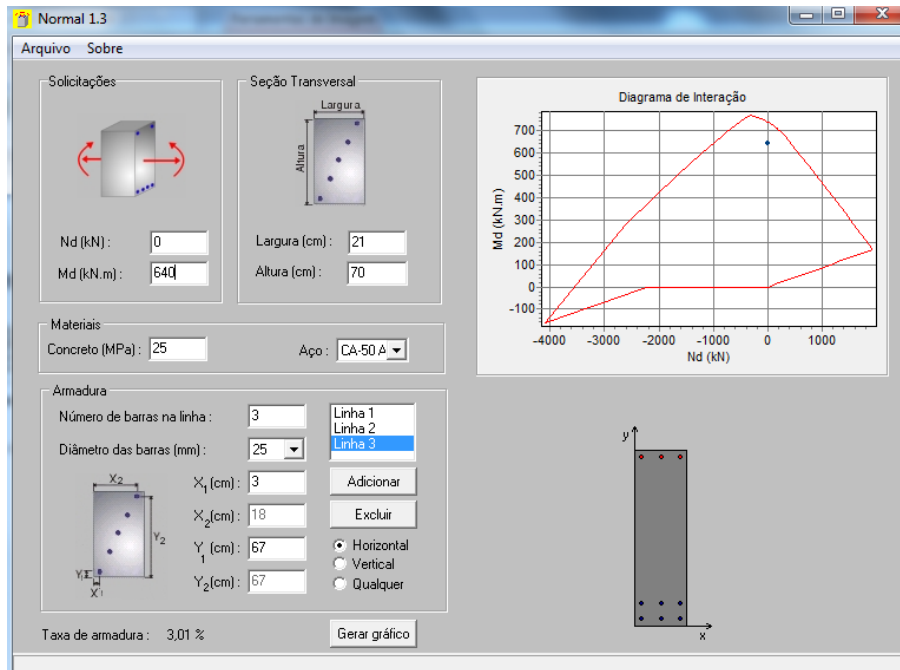 Normal 1.3
Arquivo Sobre
Solicitações
Nd (kN) : 0
Md (kN.m) : 640
Seção Transversal
Largura
Altura
Largura (cm) : 21
Altura (cm) : 70
Materiais
Concreto (MPa) : 25
Aço : CA-50 A
Armadura
Número de barras na linha : 3
Diâmetro das barras (mm) : 25
Linha 1
Linha 2
Linha 3
X1 (cm) : 3
X2(cm) : 18
Y1 (cm) : 67
Y2(cm) : 67
Adicionar
Excluir
Horizontal
Vertical
Qualquer
X2
Y2
Y1
X1
Taxa de armadura : 3,01 %
Gerar gráfico
Diagrama de Interação
Md (kN.m)
700
600
500
400
300
200
100
0
-100
-4000 -3000 -2000 -1000 0 1000
Nd (kN)
y
x